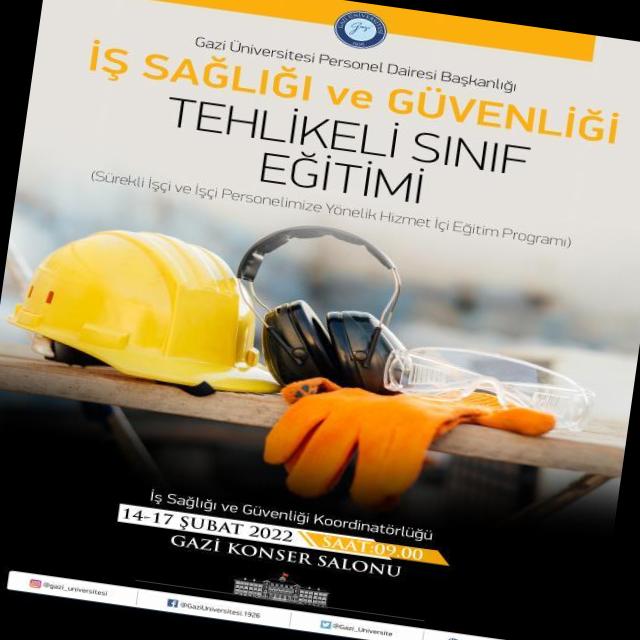 Gazi Üniversitesi Personel Dairesi Başkanlığı
İŞ SAĞLIĞI ve GÜVENLİĞİ
TEHLİKELİ SINIF
EĞİTİMİ
(Sürekli İşçi ve İşçi Personelimize Yönelik Hizmet İçi Eğitim Programı)
İş Sağlığı ve Güvenliği Koordinatörlüğü
14-17 ŞUBAT 2022 SAAT:09.00
GAZİ KONSER SALONU
@gazi_universitesi @GaziUniversitesi.1926 @Gazi_Universite